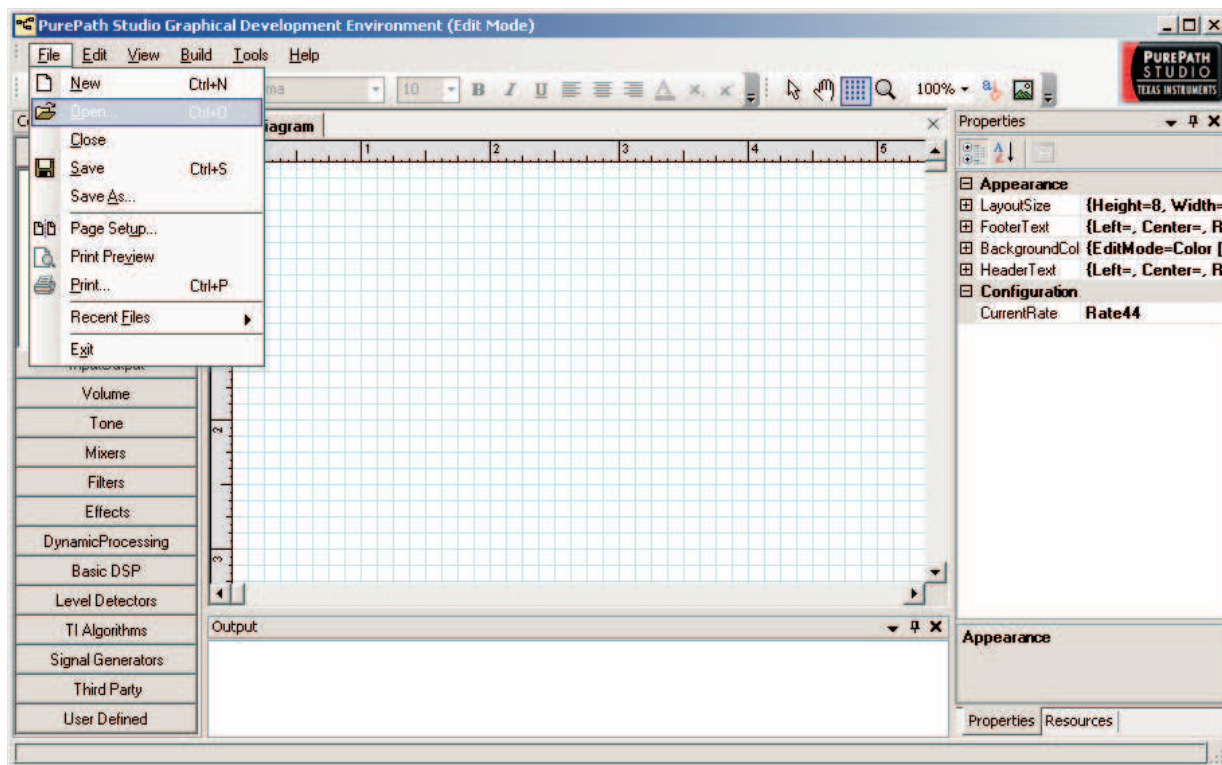 PurePath Studio Graphical Development Environment (Edit Mode)
File Edit View Build Tools Help
PUREPATH
STUDIO
TEXAS INSTRUMENTS
10 B I U 100%
New Ctrl+N
Open... Ctrl+O
Close
Save Ctrl+S
Save As...
Page Setup...
Print Preview
Print... Ctrl+P
Recent Files
Exit
Volume
Tone
Mixers
Filters
Effects
DynamicProcessing
Basic DSP
Level Detectors
TI Algorithms
Signal Generators
Third Party
User Defined
iagram
1 2 3 4 5
2
3
Output
Properties
Appearance
LayoutSize {Height=8, Width=
FooterText {Left=, Center=, R
BackgroundCol {EditMode=Color [
HeaderText {Left=, Center=, R
Configuration
CurrentRate Rate44
Appearance
Properties Resources